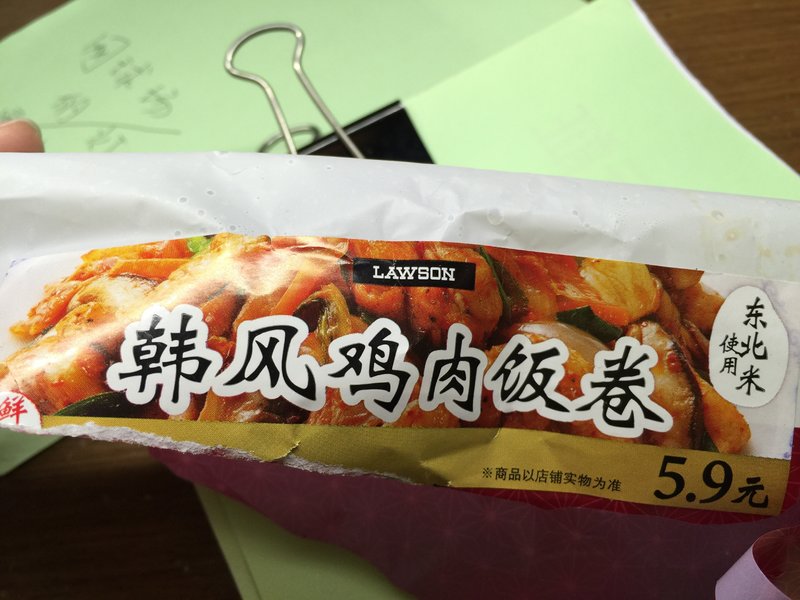 LAWSON
韩风鸡肉饭卷
使用
东北米
鲜
※商品以店铺实物为准
5.9元